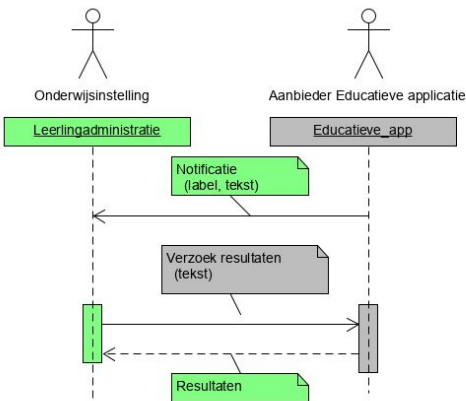 Onderwijsinstelling
Aanbieder Educatieve applicatie
Leerlingadministratie
Educatieve_app
Notificatie
(label, tekst)
Verzoek resultaten
(tekst)
Resultaten